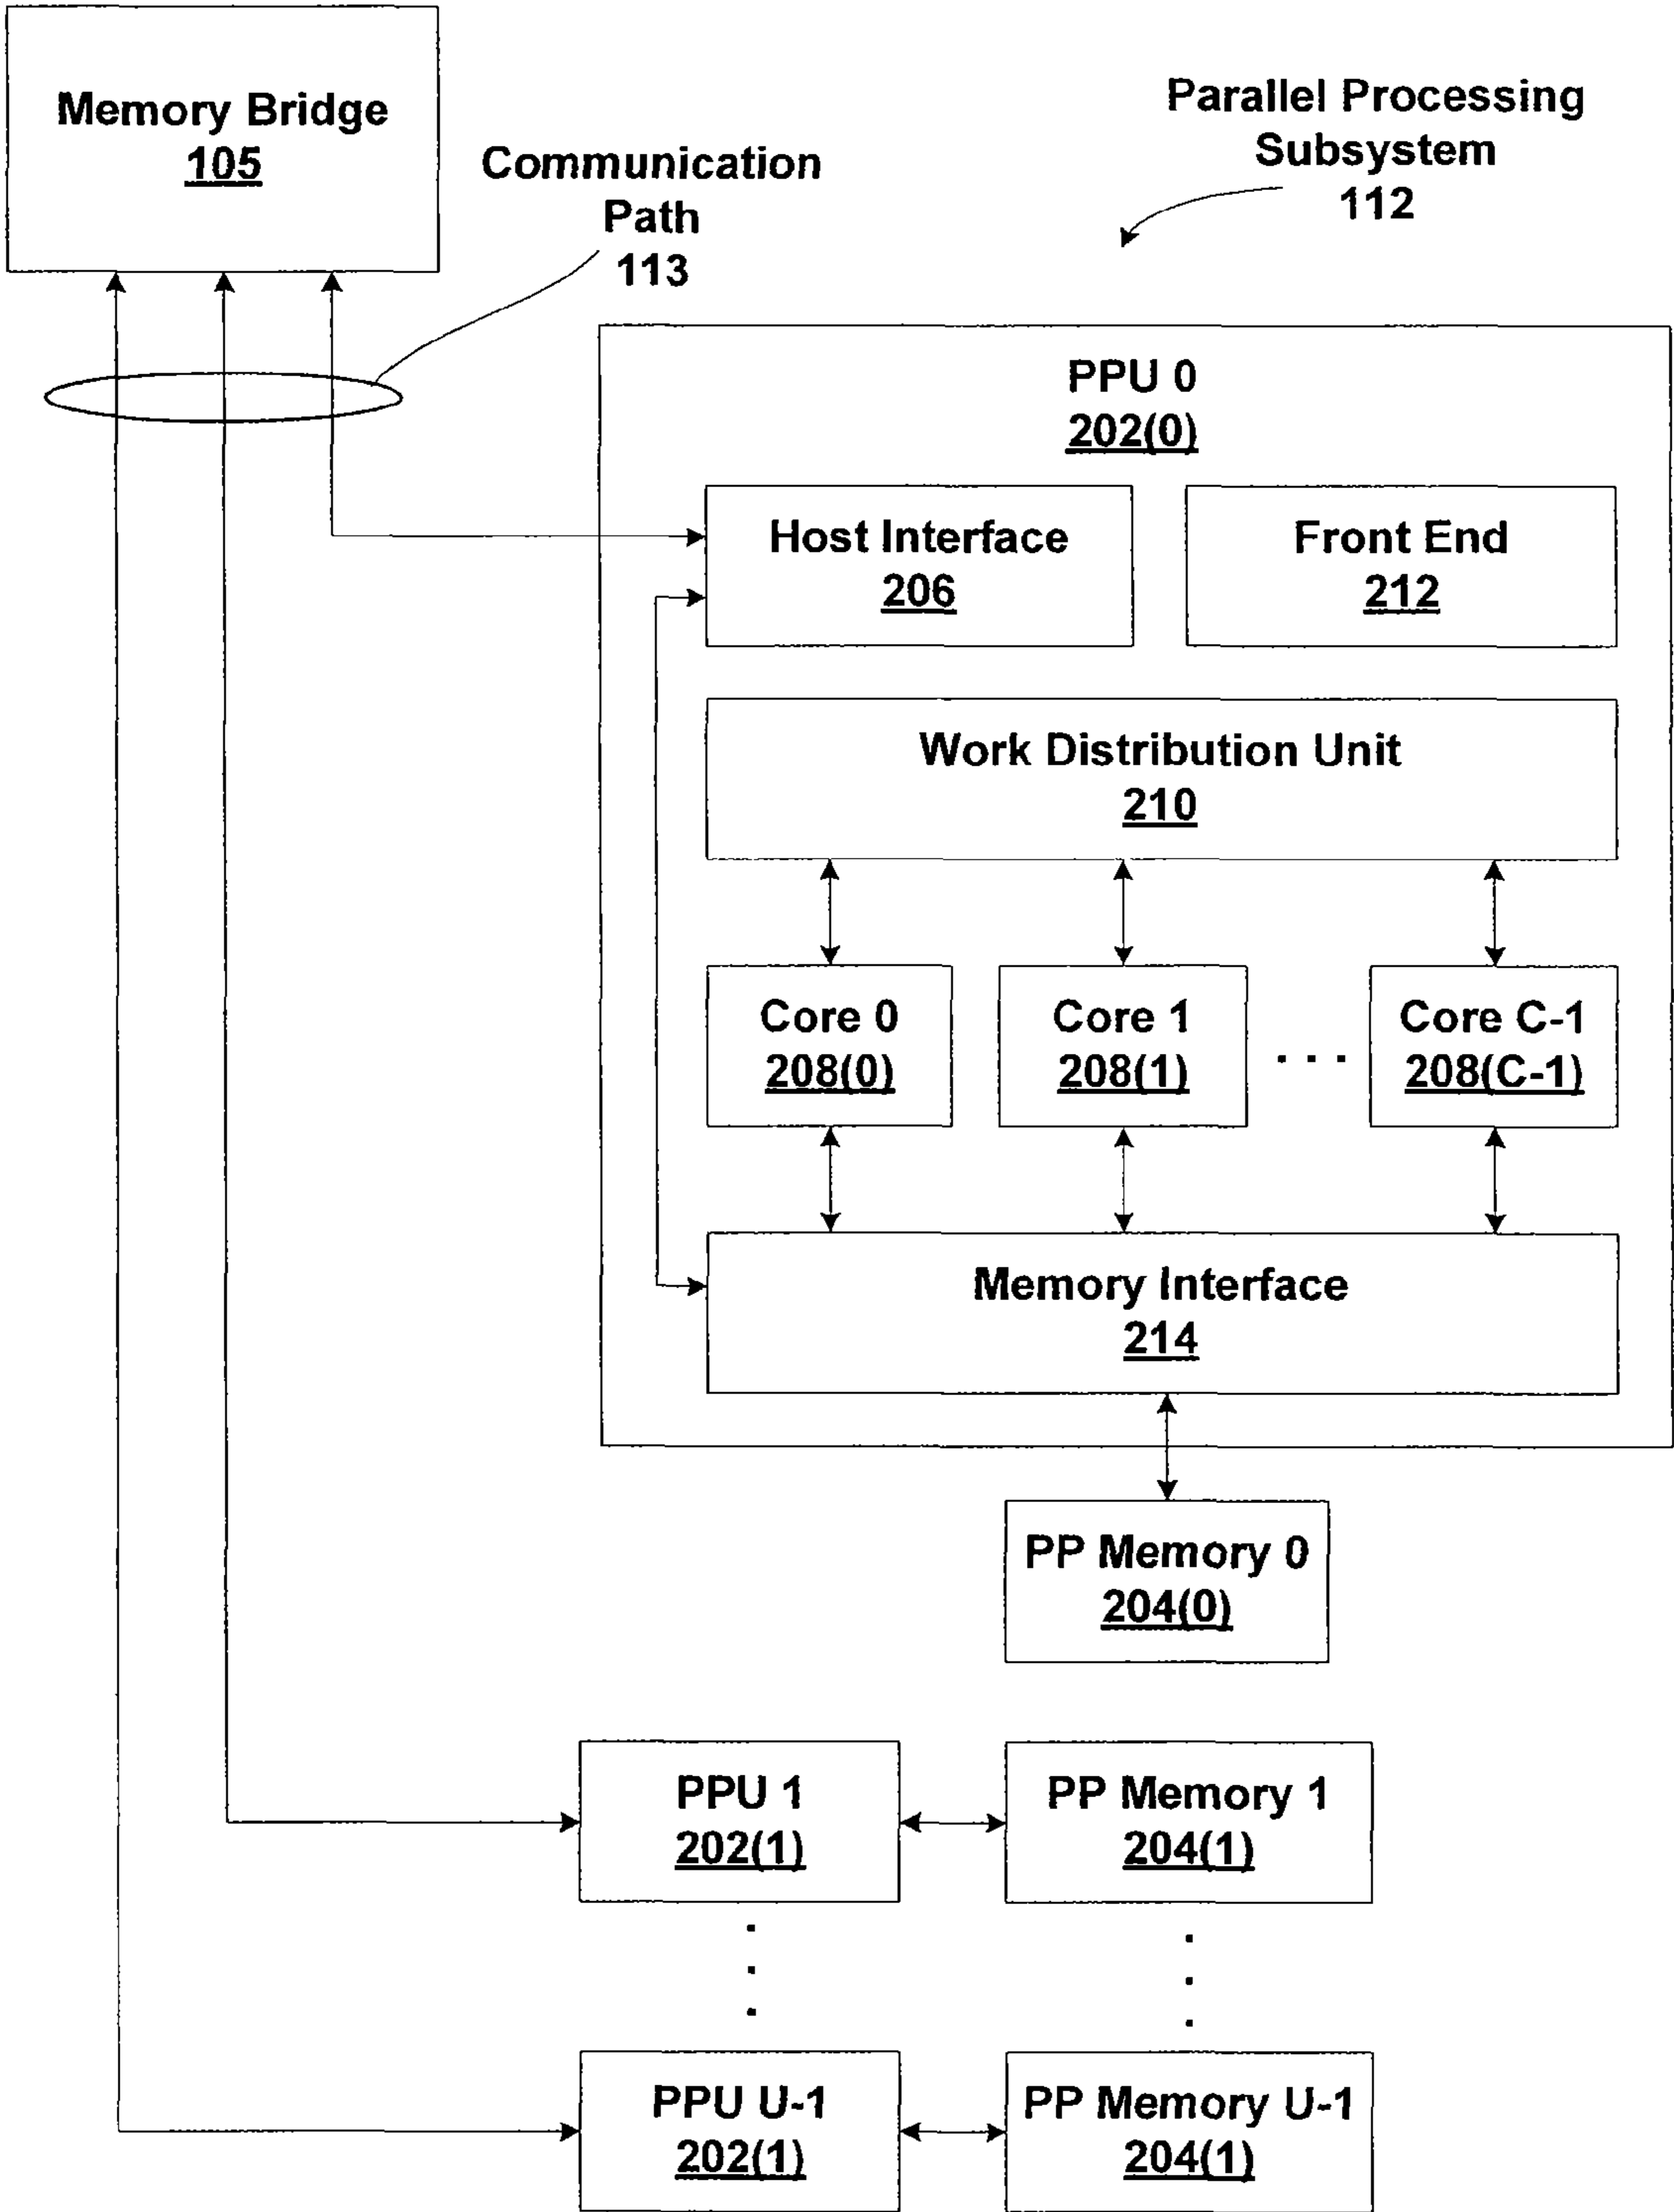 Memory Bridge
105
Communication
Path
113
Parallel Processing
Subsystem
112
PPU 0
202(0)
Host Interface
206
Front End
212
Work Distribution Unit
210
Core 0
208(0)
Core 1
208(1)
. . .
Core C-1
208(C-1)
Memory Interface
214
PP Memory 0
204(0)
PPU 1
202(1)
PP Memory 1
204(1)
PPU U-1
202(1)
PP Memory U-1
204(1)